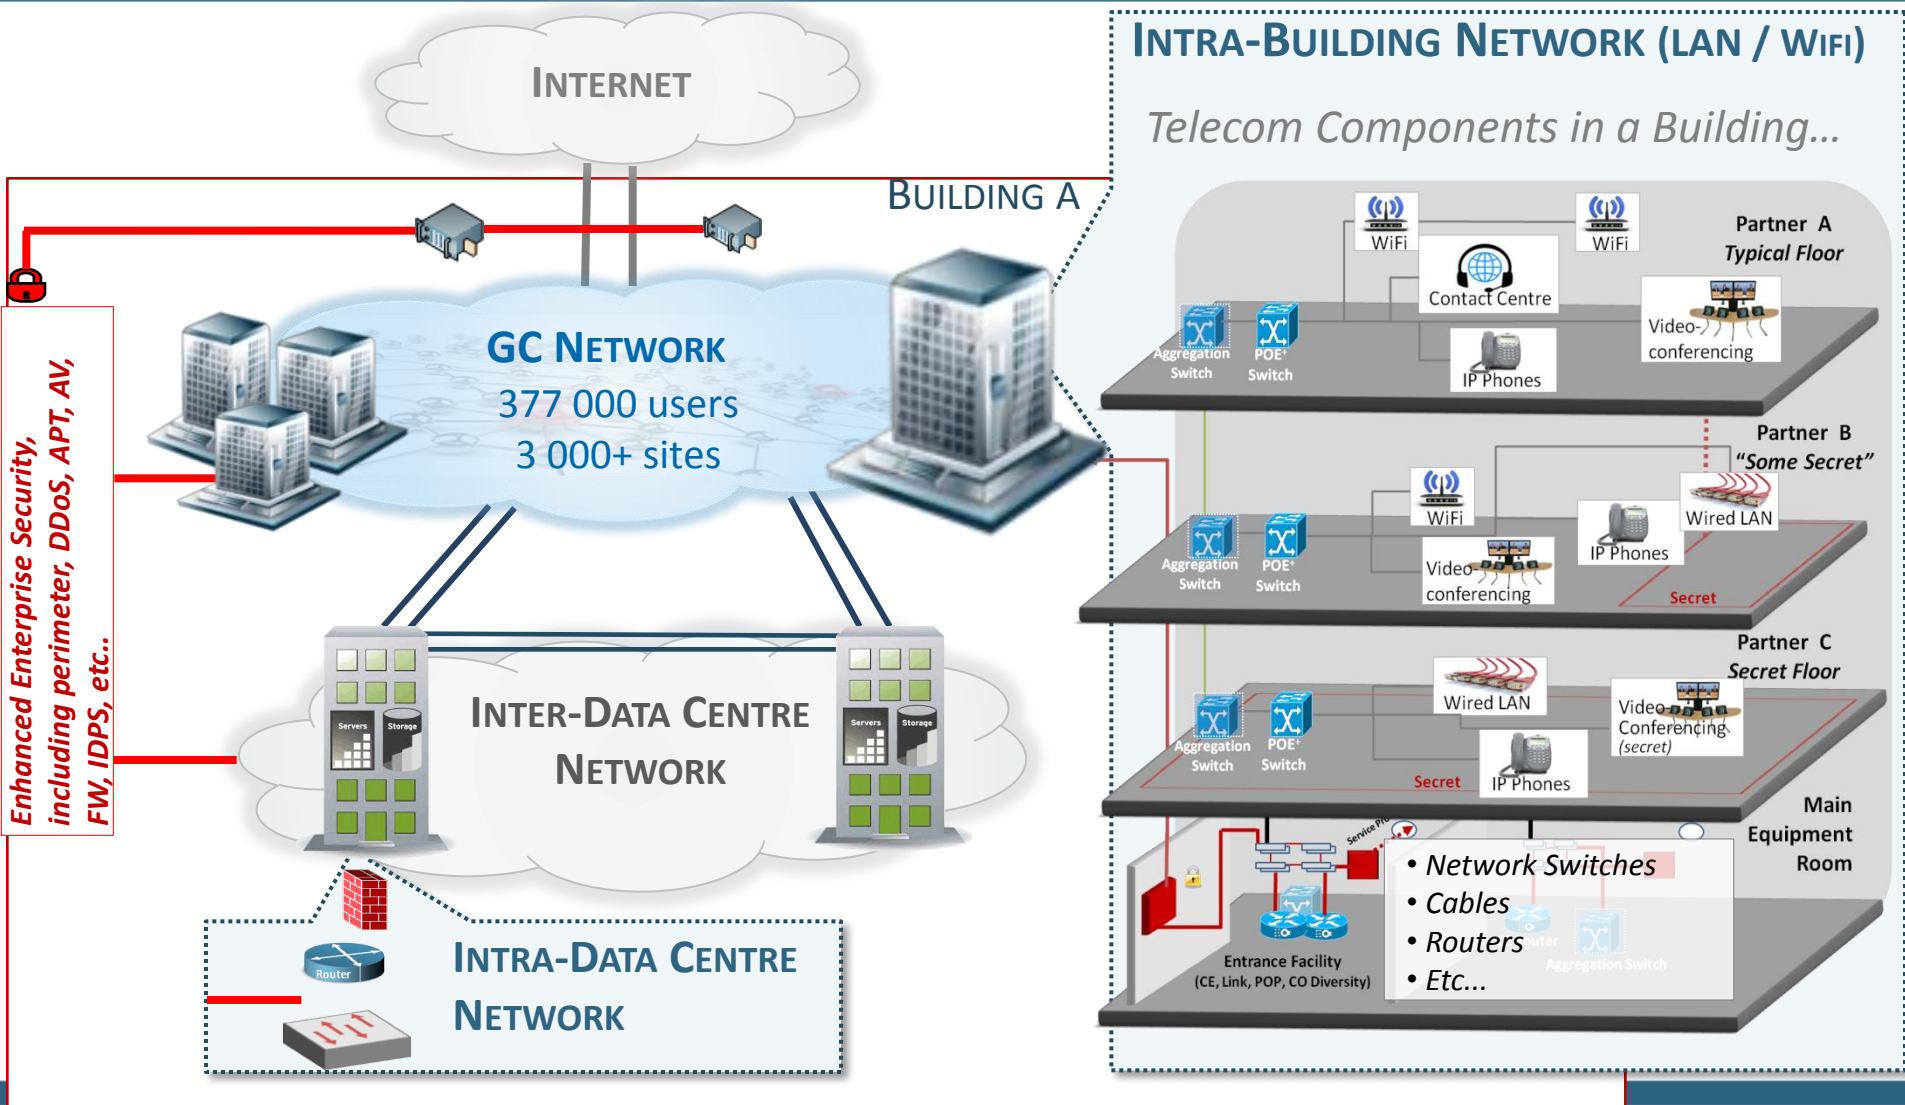 INTERNET
BUILDING A
GC NETWORK
377 000 users
3 000+ sites
Enhanced Enterprise Security,
including perimeter, DDoS, APT, AV,
FW, IDPS, etc..
INTER-DATA CENTRE
NETWORK
Servers
Storage
Servers
Storage
Router
INTRA-DATA CENTRE
NETWORK
INTRA-BUILDING NETWORK (LAN / WIFI)
Telecom Components in a Building...
Partner A
Typical Floor
WiFi
WiFi
Contact Centre
Video-
conferencing
IP Phones
Aggregation
Switch
POE+
Switch
Partner B
“Some Secret”
WiFi
Wired LAN
IP Phones
Video-
conferencing
Aggregation
Switch
POE+
Switch
Secret
Partner C
Secret Floor
Wired LAN
Video
Conferencing
(secret)
IP Phones
Aggregation
Switch
POE+
Switch
Secret
Main
Equipment
Room
Service
Entrance Facility
(CE, Link, POP, CO Diversity)
• Network Switches
• Cables
• Routers
• Etc...
Aggregation Switch